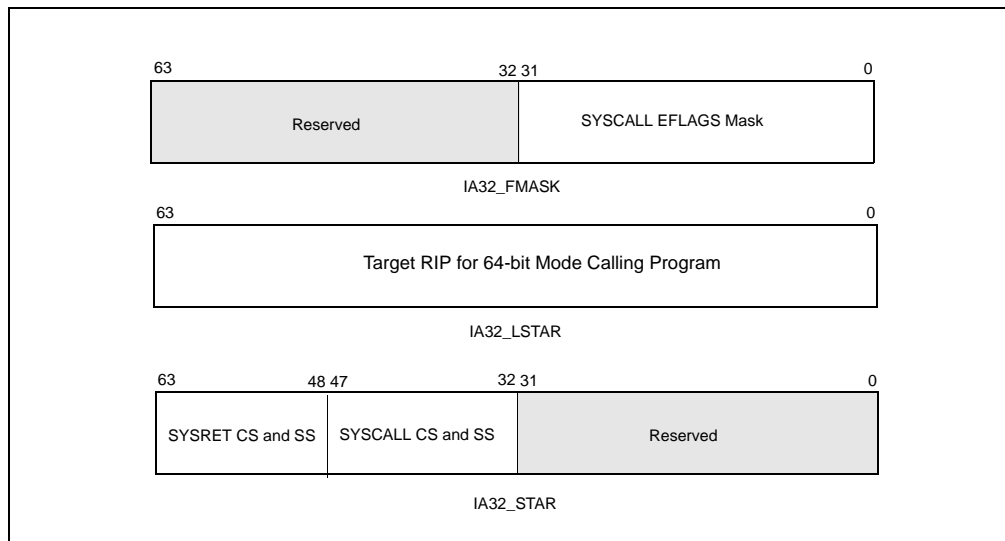 63 32 31 0
Reserved SYSCALL EFLAGS Mask
IA32_FMASK
63 0
Target RIP for 64-bit Mode Calling Program
IA32_LSTAR
63 48 47 32 31 0
SYSRET CS and SS SYSCALL CS and SS Reserved
IA32_STAR